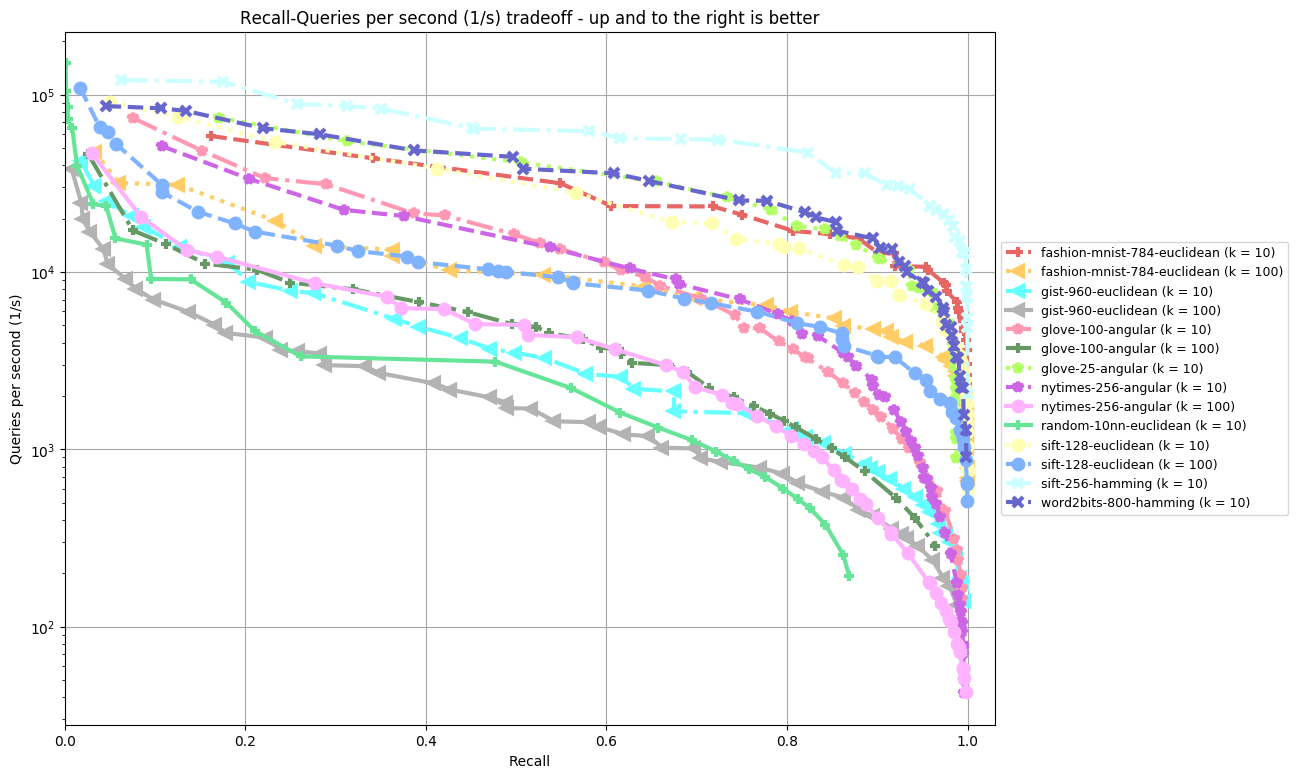 Recall-Queries per second (1/s) tradeoff - up and to the right is better
Queries per second (1/s)
10^5
10^4
10^3
10^2
0.0 0.2 0.4 0.6 0.8 1.0
Recall
fashion-mnist-784-euclidean (k = 10)
fashion-mnist-784-euclidean (k = 100)
gist-960-euclidean (k = 10)
gist-960-euclidean (k = 100)
glove-100-angular (k = 10)
glove-100-angular (k = 100)
glove-25-angular (k = 10)
nytimes-256-angular (k = 10)
nytimes-256-angular (k = 100)
random-10nn-euclidean (k = 10)
sift-128-euclidean (k = 10)
sift-128-euclidean (k = 100)
sift-256-hamming (k = 10)
word2bits-800-hamming (k = 10)